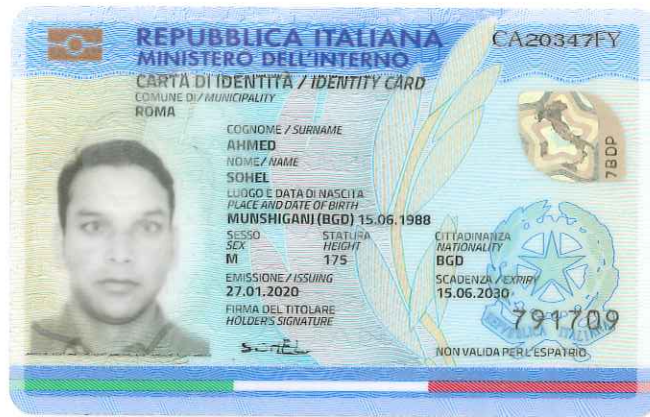 REPUBBLICA ITALIANA
CA20347FY
MINISTERO DELL'INTERNO
CARTA DI IDENTITÀ / IDENTITY CARD
COMUNE DI / MUNICIPALITY
ROMA
COGNOME / SURNAME
AHMED
NOME / NAME
SOHEL
LUOGO E DATA DI NASCITA
PLACE AND DATE OF BIRTH
MUNSHIGANJ (BGD) 15.06.1988
SESSO STATURA CITTADINANZA
SEX HEIGHT NATIONALITY
M 175 BGD
EMISSIONE / ISSUING SCADENZA / EXPIRY
27.01.2020 15.06.2030
FIRMA DEL TITOLARE
HOLDER'S SIGNATURE
SOHEL
791709
NON VALIDA PER L'ESPATRIO
7BDP